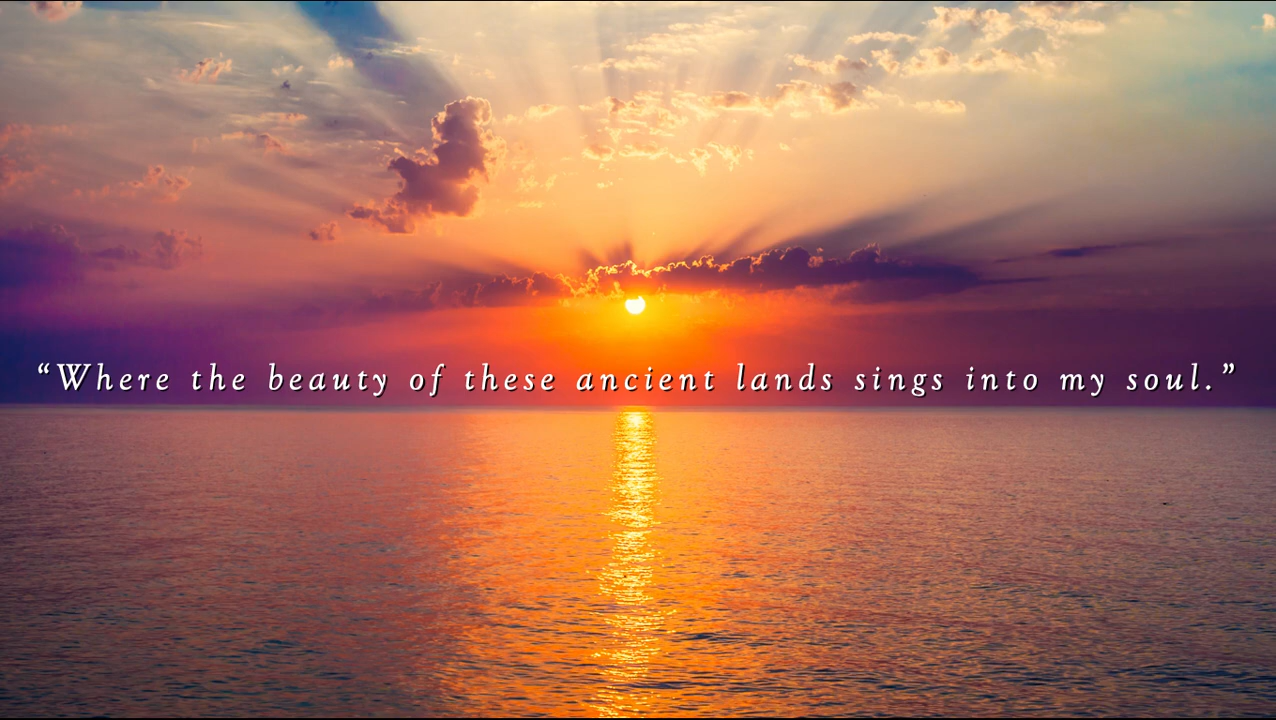 “Where the beauty of these ancient lands sings into my soul.”